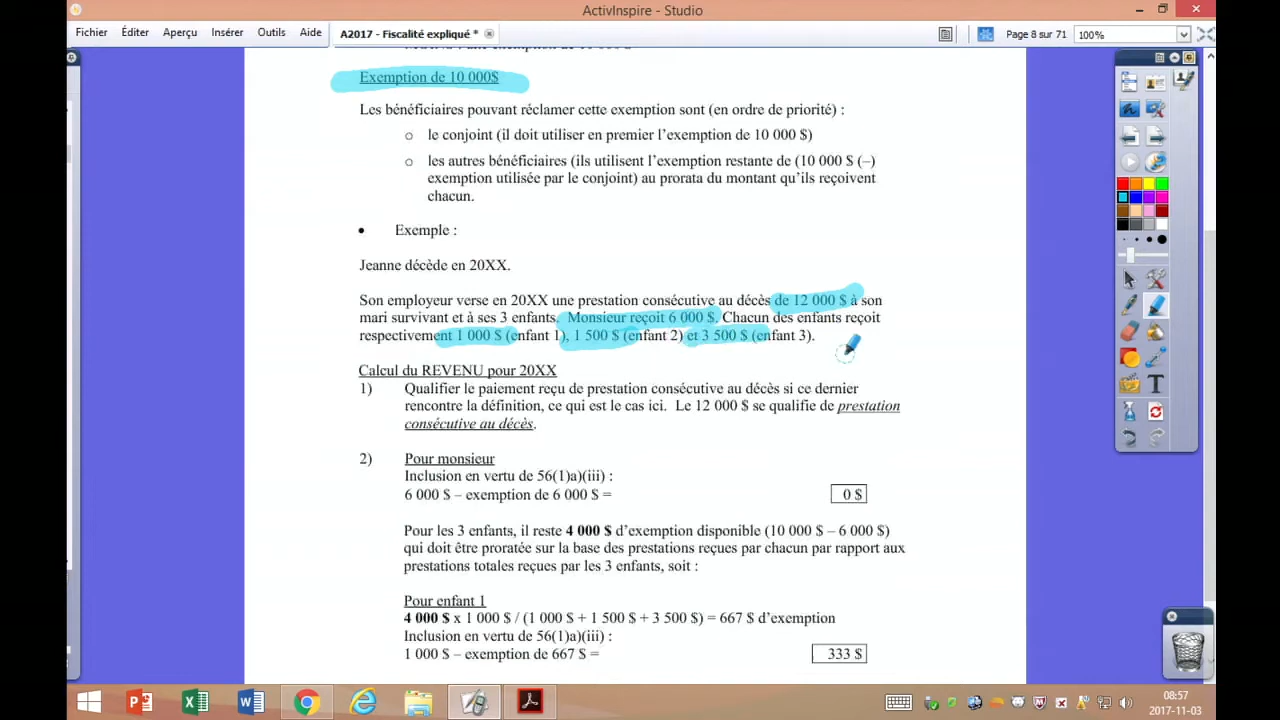 ActivInspire - Studio
Fichier Éditer Aperçu Insérer Outils Aide A2017 - Fiscalité expliqué * Page 8 sur 71 100%
Exemption de 10 000$
Les bénéficiaires pouvant réclamer cette exemption sont (en ordre de priorité) :
o le conjoint (il doit utiliser en premier l'exemption de 10 000 $)
o les autres bénéficiaires (ils utilisent l'exemption restante de (10 000 $ (–)
exemption utilisée par le conjoint) au prorata du montant qu'ils reçoivent
chacun.
• Exemple :
Jeanne décède en 20XX.
Son employeur verse en 20XX une prestation consécutive au décès de 12 000 $ à son
mari survivant et à ses 3 enfants. Monsieur reçoit 6 000 $. Chacun des enfants reçoit
respectivement 1 000 $ (enfant 1), 1 500 $ (enfant 2) et 3 500 $ (enfant 3).
Calcul du REVENU pour 20XX
1) Qualifier le paiement reçu de prestation consécutive au décès si ce dernier
rencontre la définition, ce qui est le cas ici. Le 12 000 $ se qualifie de prestation
consécutive au décès.
2) Pour monsieur
Inclusion en vertu de 56(1)a)(iii) :
6 000 $ – exemption de 6 000 $ = 0 $
Pour les 3 enfants, il reste 4 000 $ d'exemption disponible (10 000 $ – 6 000 $)
qui doit être proratée sur la base des prestations reçues par chacun par rapport aux
prestations totales reçues par les 3 enfants, soit :
Pour enfant 1
4 000 $ x 1 000 $ / (1 000 $ + 1 500 $ + 3 500 $) = 667 $ d'exemption
Inclusion en vertu de 56(1)a)(iii) :
1 000 $ – exemption de 667 $ = 333 $
08:57
2017-11-03